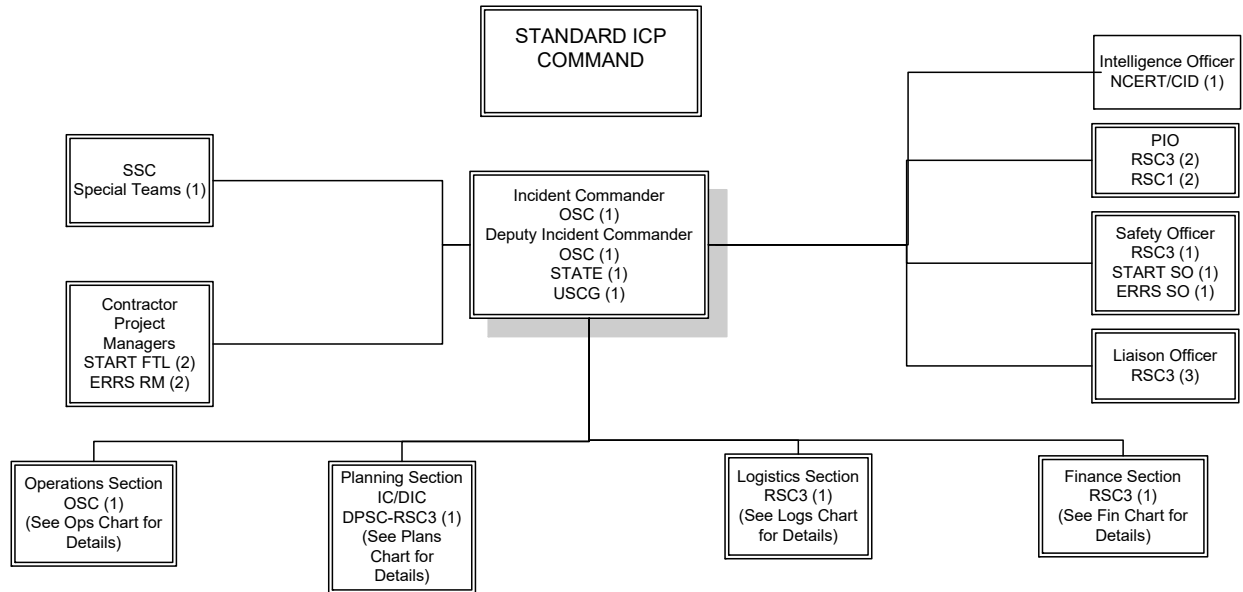 STANDARD ICP
COMMAND
Intelligence Officer
NCERT/CID (1)
PIO
RSC3 (2)
RSC1 (2)
SSC
Special Teams (1)
Incident Commander
OSC (1)
Deputy Incident Commander
OSC (1)
STATE (1)
USCG (1)
Safety Officer
RSC3 (1)
START SO (1)
ERRS SO (1)
Contractor
Project
Managers
START FTL (2)
ERRS RM (2)
Liaison Officer
RSC3 (3)
Operations Section
OSC (1)
(See Ops Chart for
Details)
Planning Section
IC/DIC
DPSC-RSC3 (1)
(See Plans
Chart for
Details)
Logistics Section
RSC3 (1)
(See Logs Chart
for Details)
Finance Section
RSC3 (1)
(See Fin Chart for
Details)